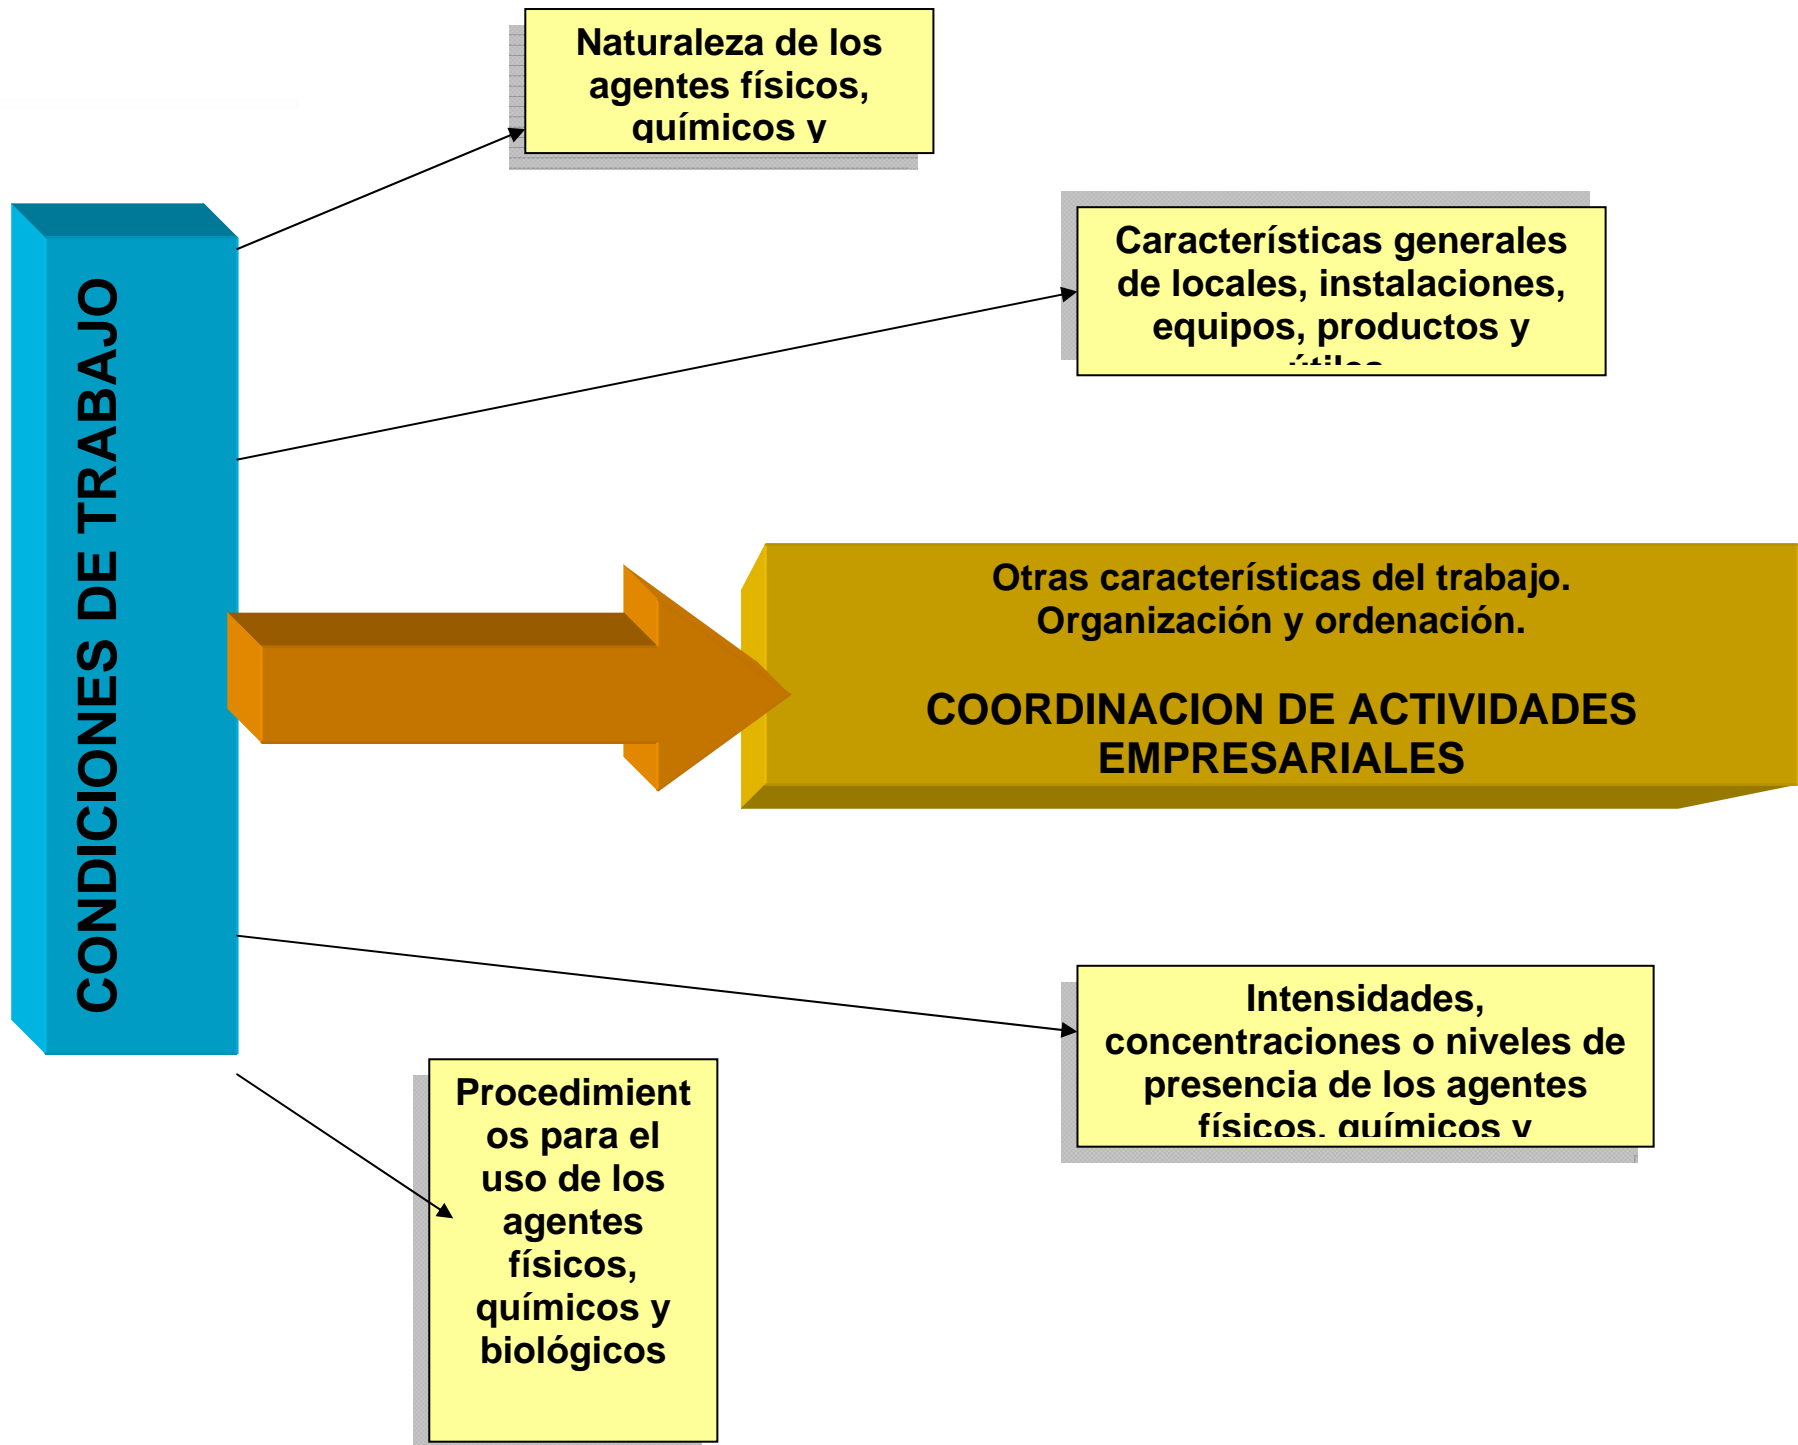 Naturaleza de los
agentes físicos,
químicos y
Características generales
de locales, instalaciones,
equipos, productos y
útiles
CONDICIONES DE TRABAJO
Otras características del trabajo.
Organización y ordenación.
COORDINACION DE ACTIVIDADES
EMPRESARIALES
Intensidades,
concentraciones o niveles de
presencia de los agentes
físicos, químicos y
Procedimient
os para el
uso de los
agentes
físicos,
químicos y
biológicos